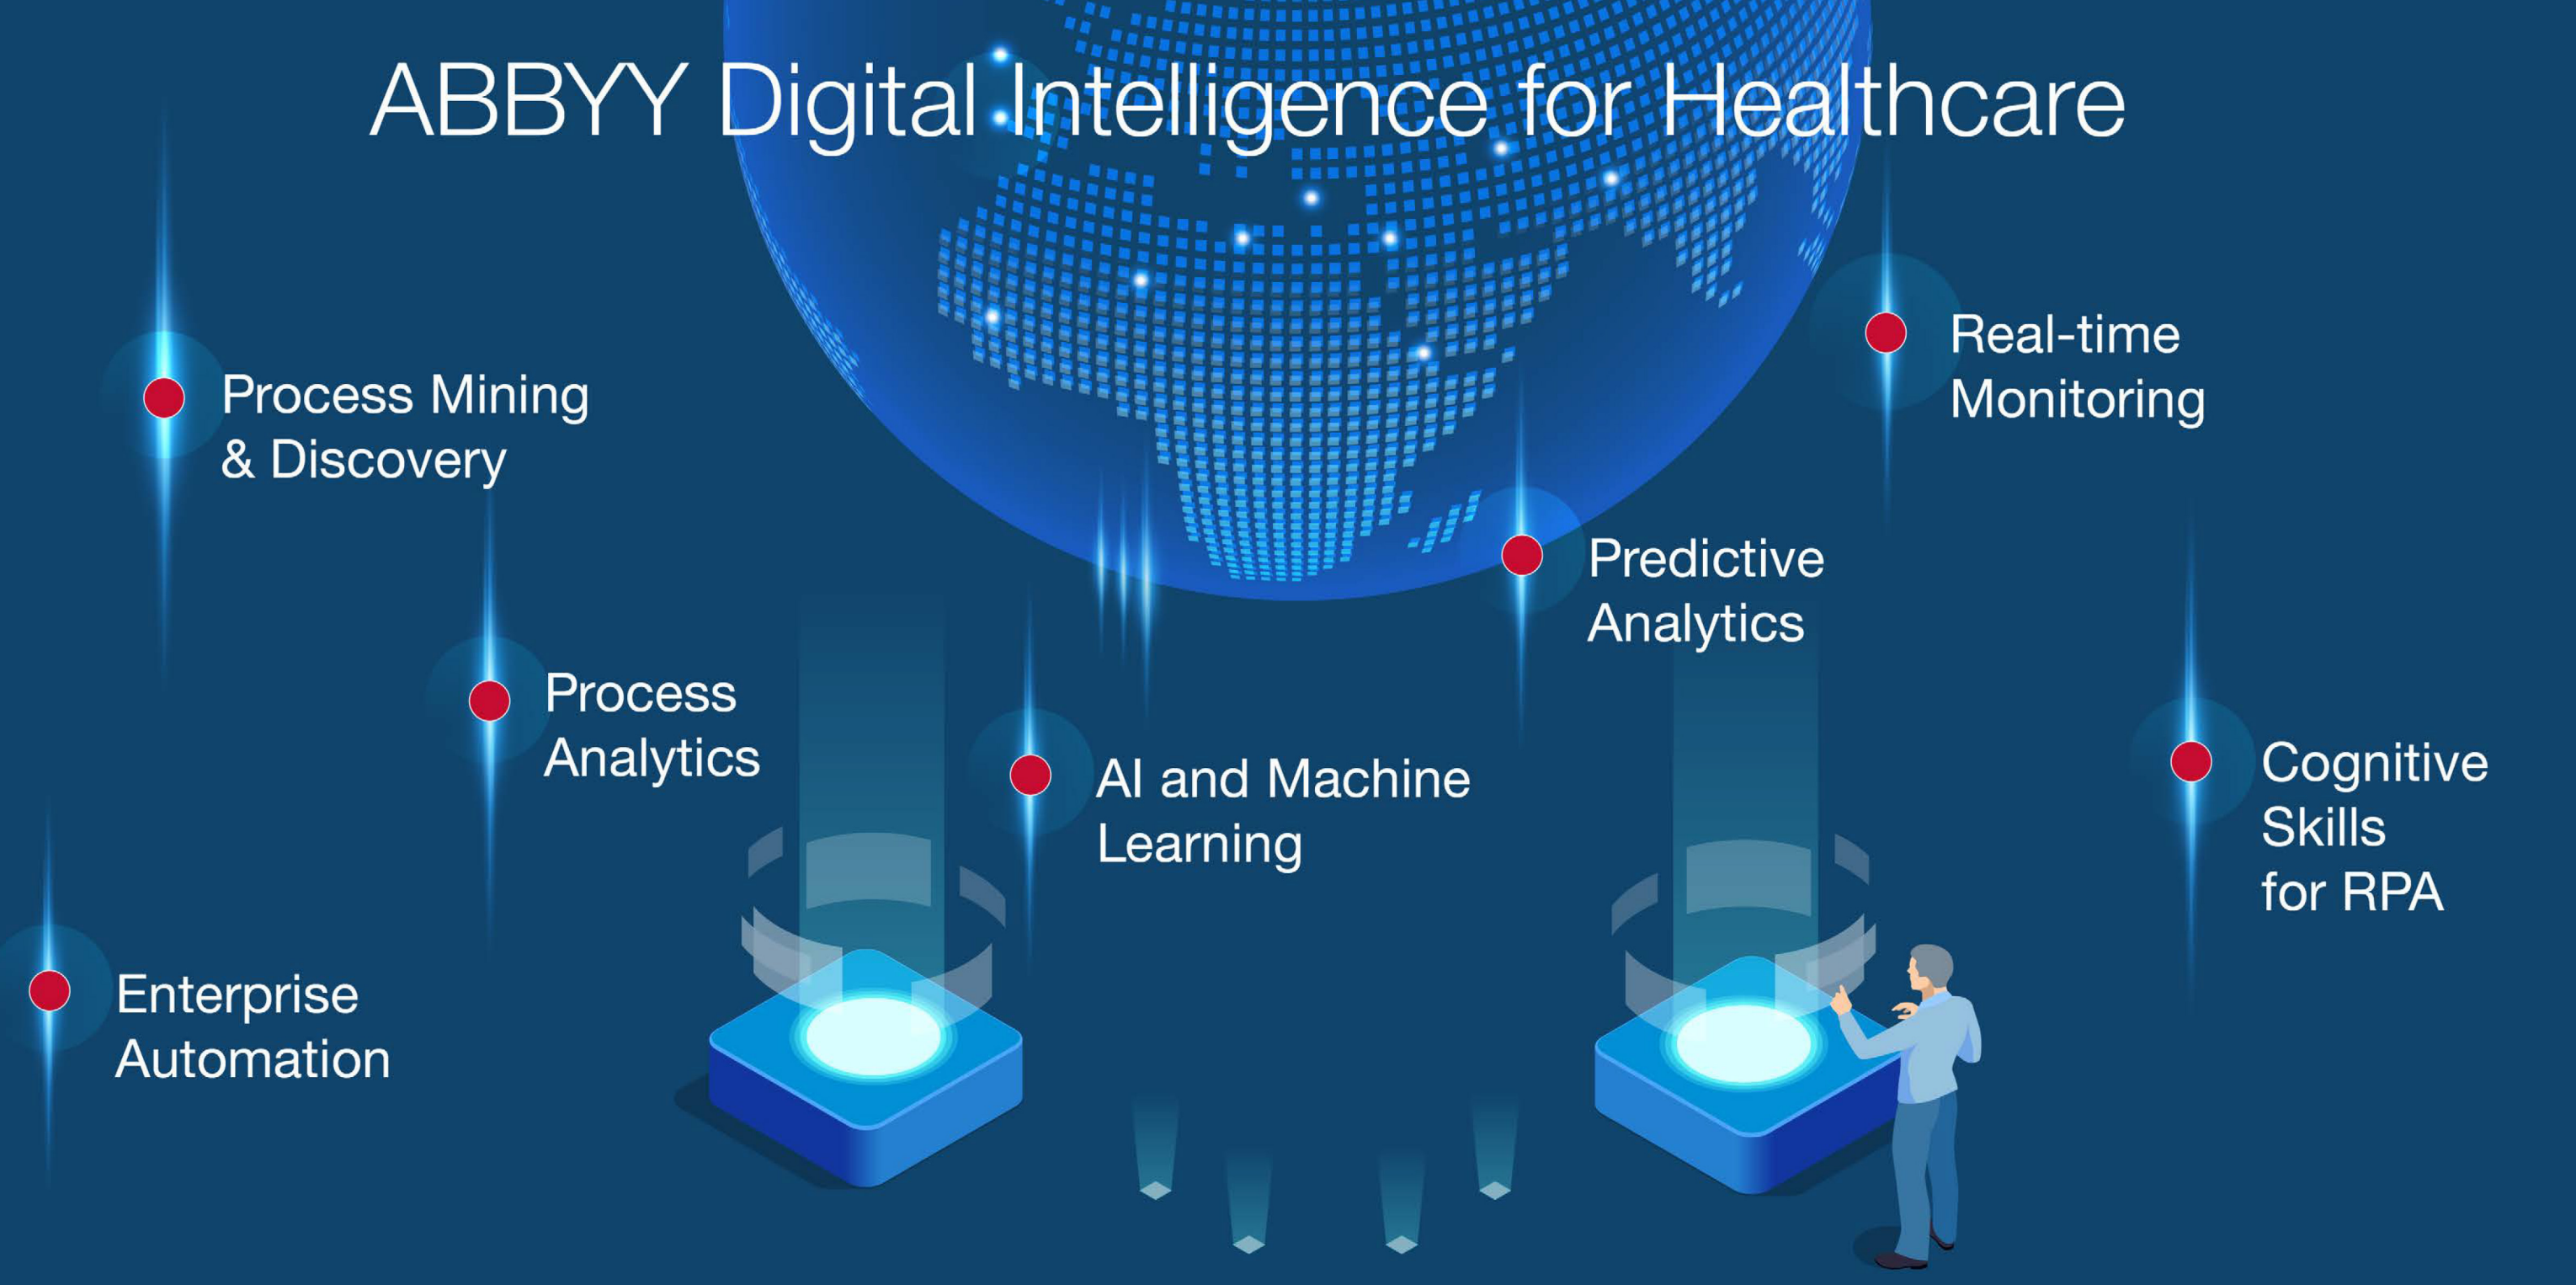 ABBYY Digital Intelligence for Healthcare
Process Mining
& Discovery
Process
Analytics
Enterprise
Automation
AI and Machine
Learning
Predictive
Analytics
Real-time
Monitoring
Cognitive
Skills
for RPA